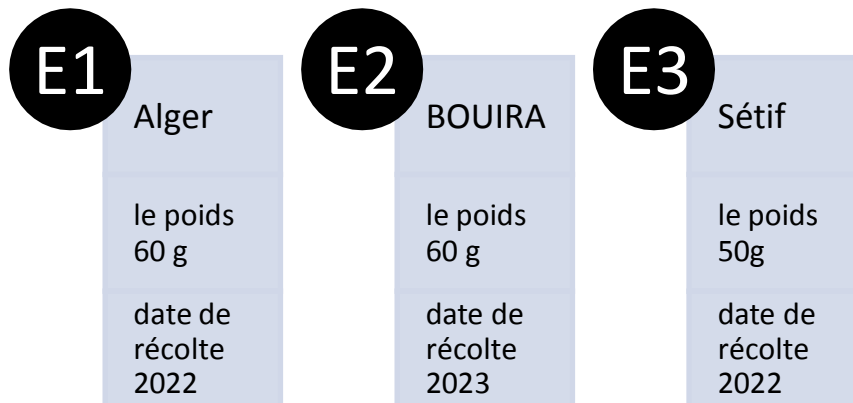 E1
Alger
le poids
60 g
date de
récolte
2022
E2
BOUIRA
le poids
60 g
date de
récolte
2023
E3
Sétif
le poids
50g
date de
récolte
2022